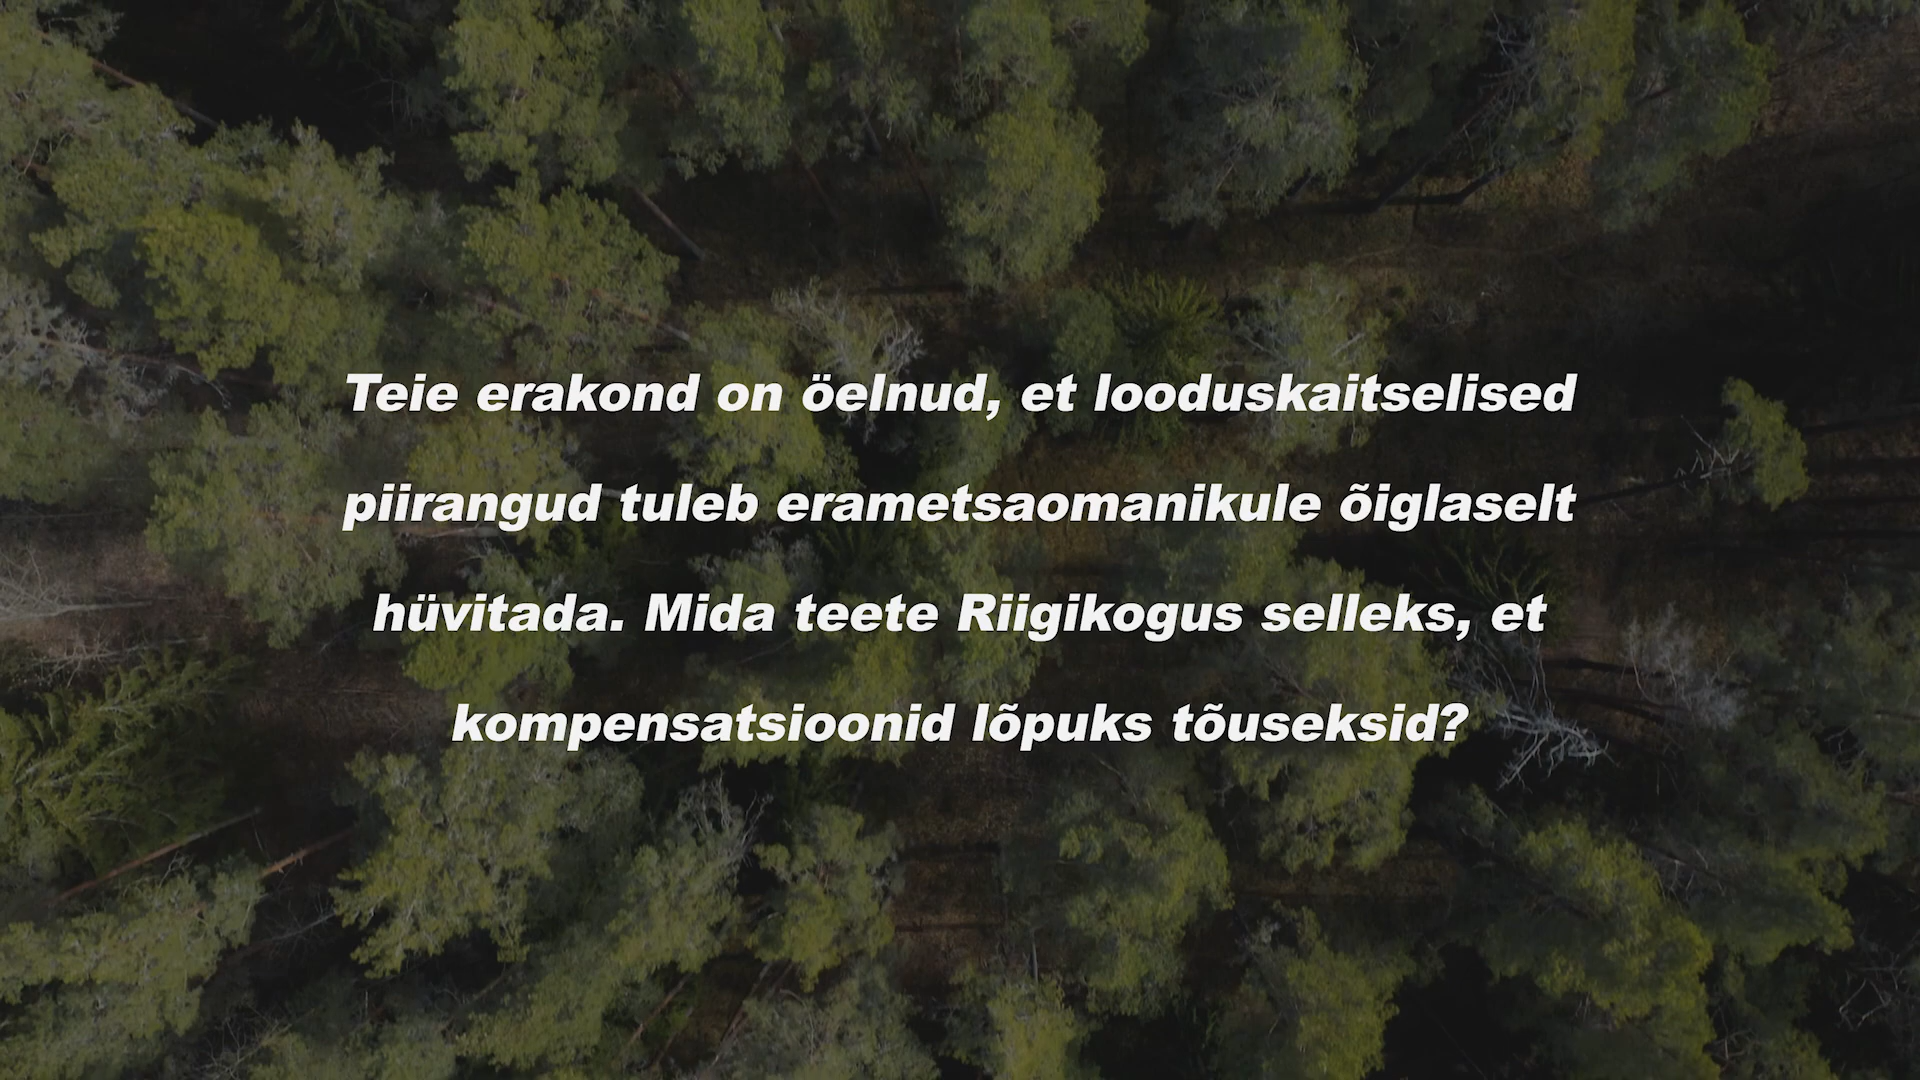 Teie erakond on öelnud, et looduskaitselised
piirangud tuleb erametsaomanikule õiglaselt
hüvitada. Mida teete Riigikogus selleks, et
kompensatsioonid lõpuks tõuseksid?